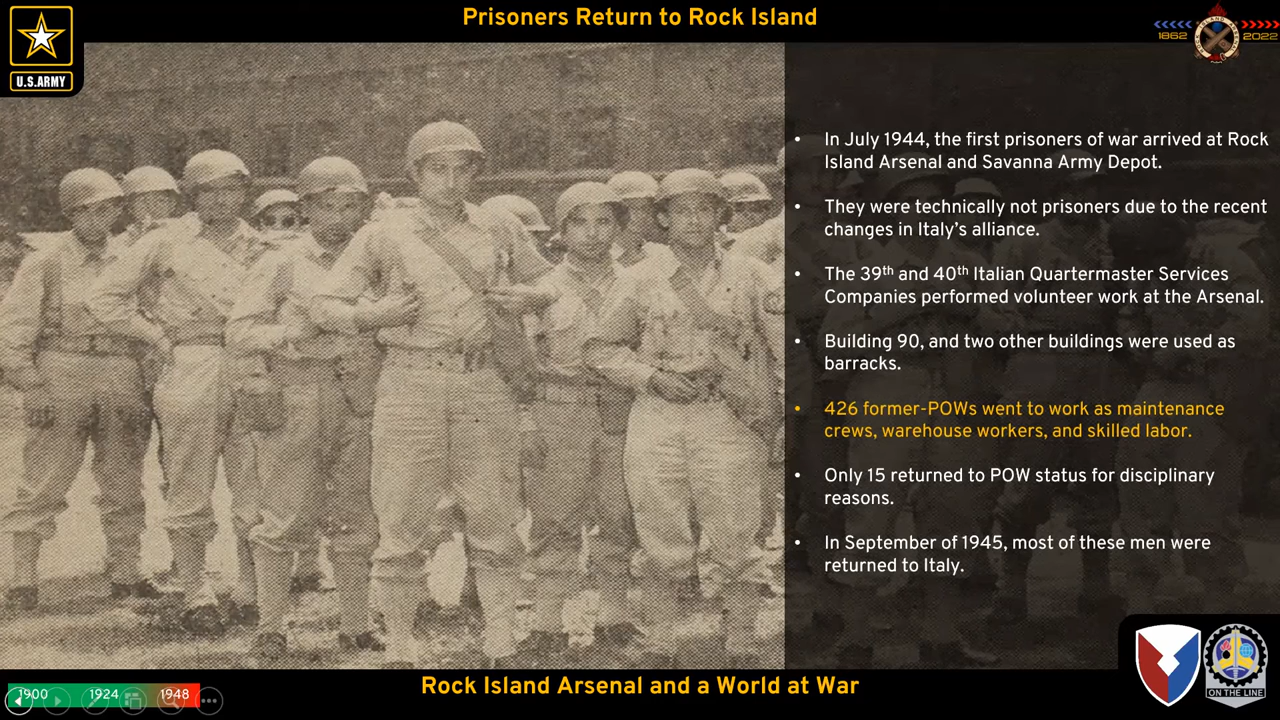 Prisoners Return to Rock Island
U.S.ARMY
1862
2022
• In July 1944, the first prisoners of war arrived at Rock
Island Arsenal and Savanna Army Depot.
• They were technically not prisoners due to the recent
changes in Italy's alliance.
• The 39th and 40th Italian Quartermaster Services
Companies performed volunteer work at the Arsenal.
• Building 90, and two other buildings were used as
barracks.
• 426 former-POWs went to work as maintenance
crews, warehouse workers, and skilled labor.
• Only 15 returned to POW status for disciplinary
reasons.
• In September of 1945, most of these men were
returned to Italy.
ON THE LINE
1900 1924 1948
Rock Island Arsenal and a World at War